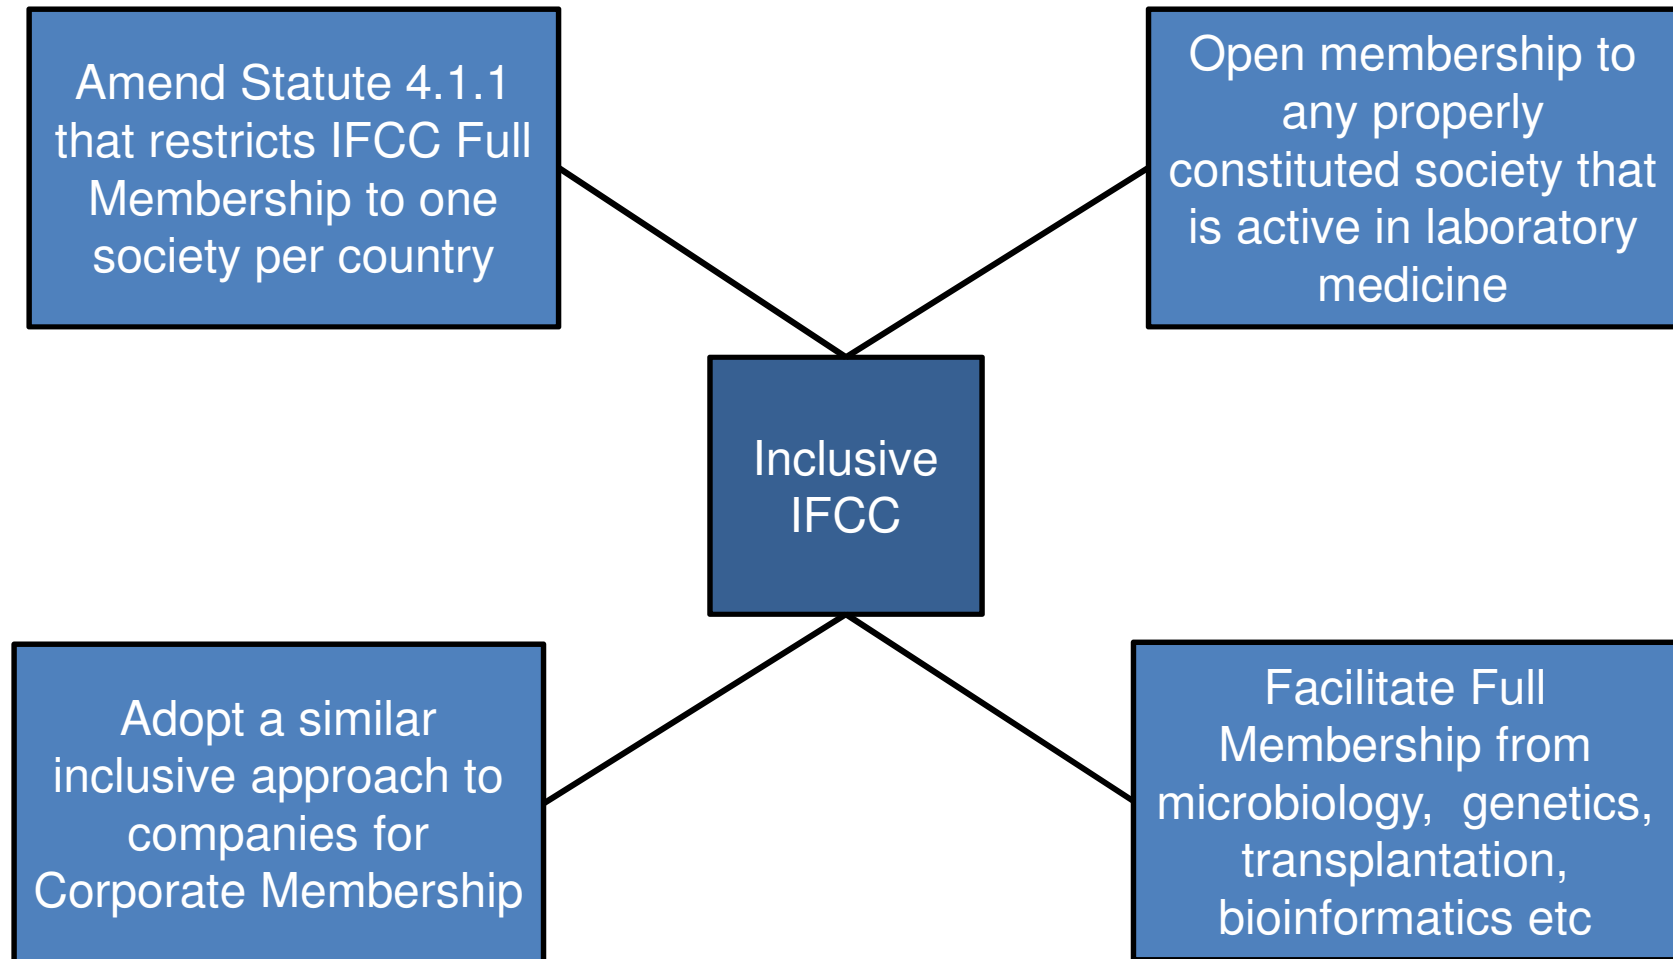 Amend Statute 4.1.1
that restricts IFCC Full
Membership to one
society per country
Open membership to
any properly
constituted society that
is active in laboratory
medicine
Inclusive
IFCC
Adopt a similar
inclusive approach to
companies for
Corporate Membership
Facilitate Full
Membership from
microbiology,  genetics,
transplantation,
bioinformatics etc